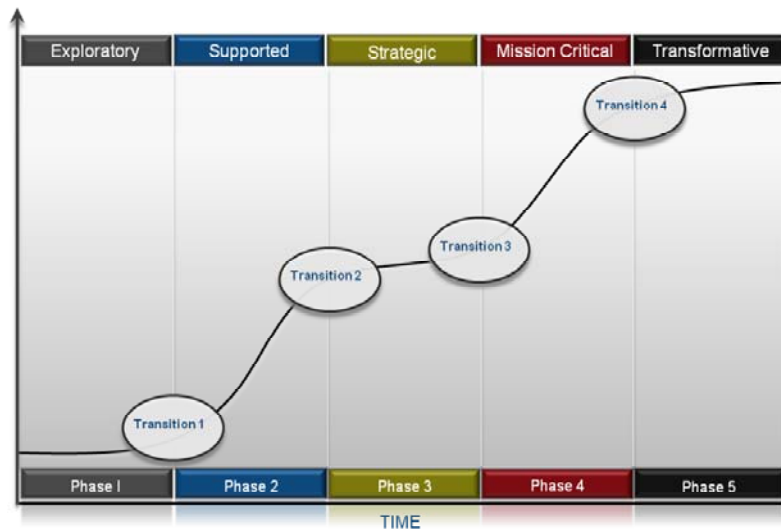 Exploratory
Supported
Strategic
Mission Critical
Transformative
Transition 4
Transition 3
Transition 2
Transition 1
Phase I
Phase 2
Phase 3
Phase 4
Phase 5
TIME